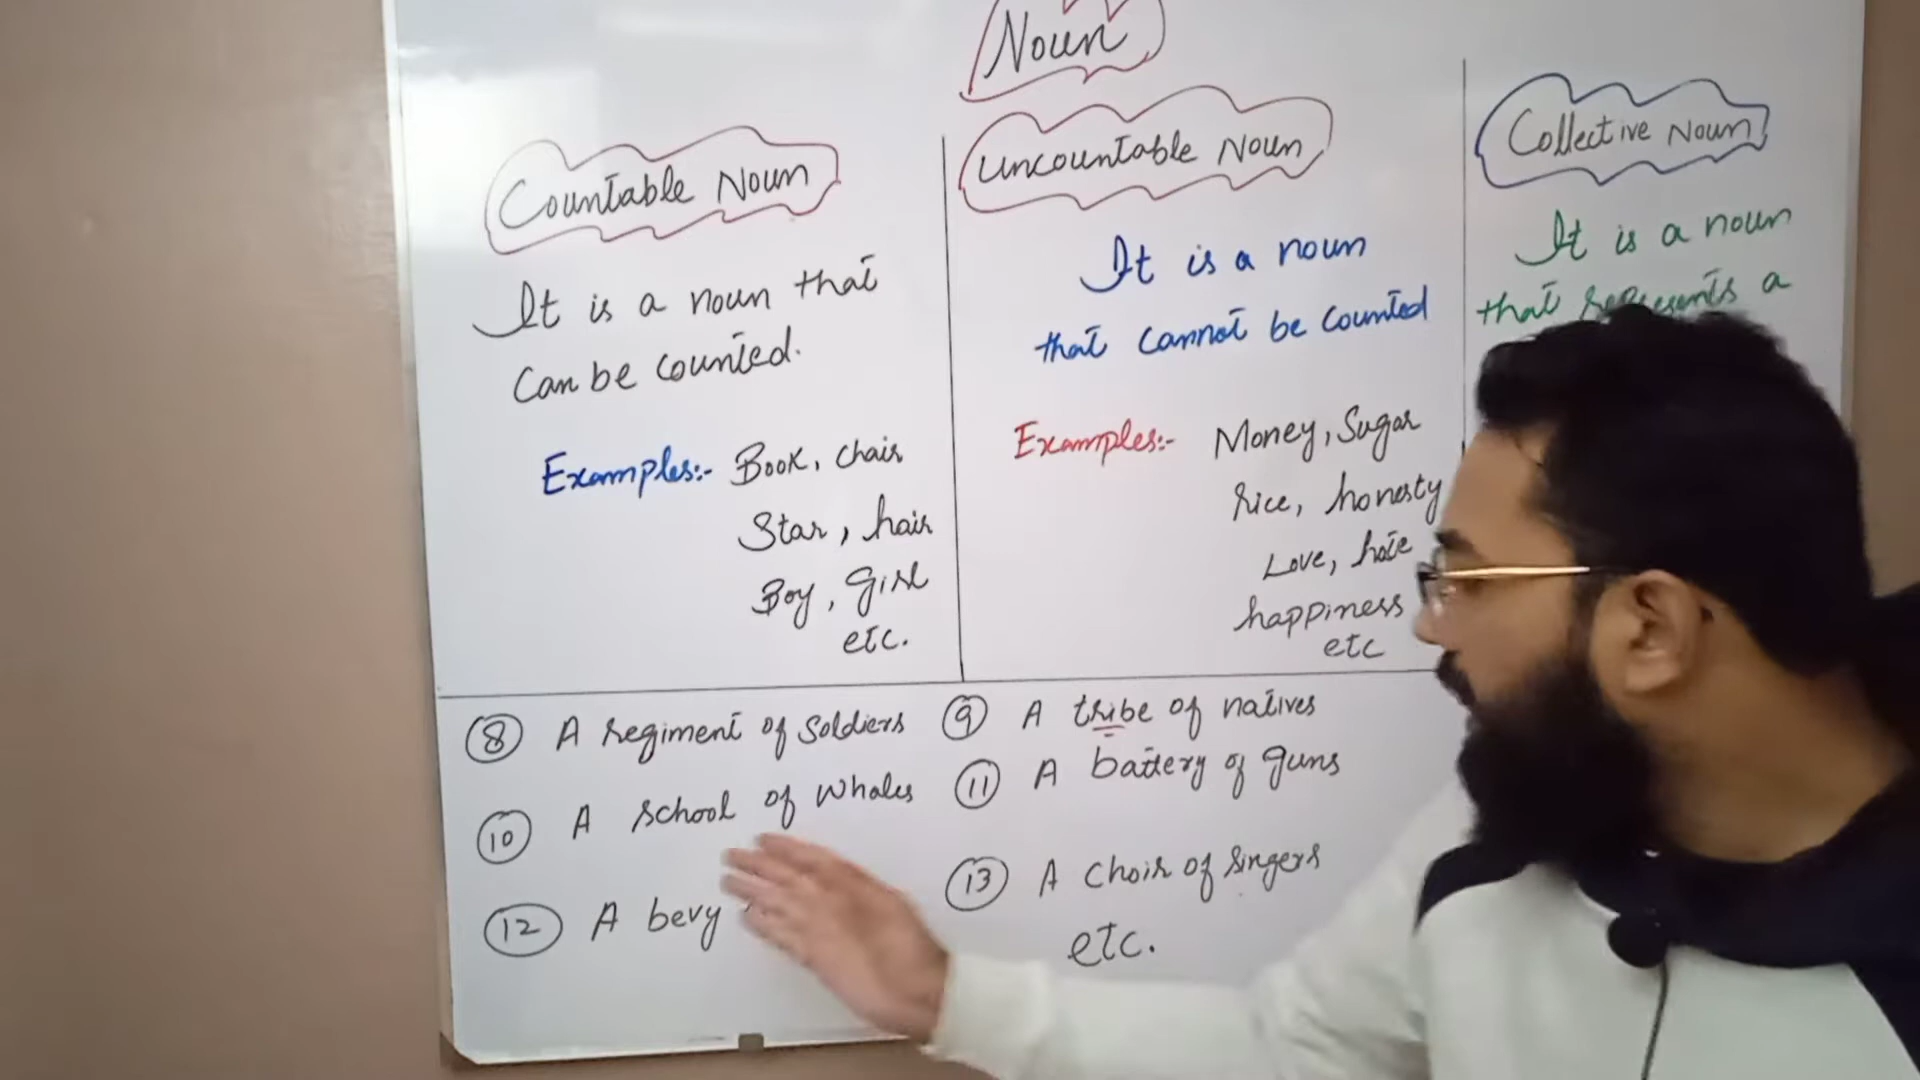 Noun
Countable Noun
It is a noun that
can be counted.
Examples:- Book, chair
Star, hair
Boy, girl
etc.
Uncountable Noun
It is a noun
that cannot be counted
Examples:- Money, Sugar
rice, honesty
Love, hate
happiness
etc
Collective Noun
It is a noun
that represents a
8 A regiment of soldiers
9 A tribe of natives
10 A school of whales
11 A battery of guns
12 A bevy
13 A choir of singers
etc.